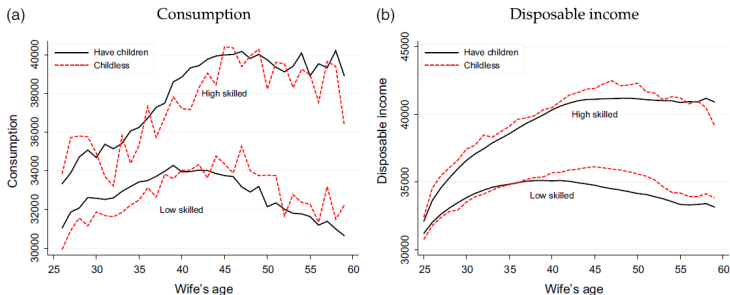 (a)
Consumption
Have children
Childless
High skilled
Low skilled
Consumption
40000
38000
36000
34000
32000
30000
25
30
35
40
45
50
55
60
Wife's age
(b)
Disposable income
Have children
Childless
High skilled
Low skilled
Disposable income
45000
40000
35000
30000
25
30
35
40
45
50
55
60
Wife's age